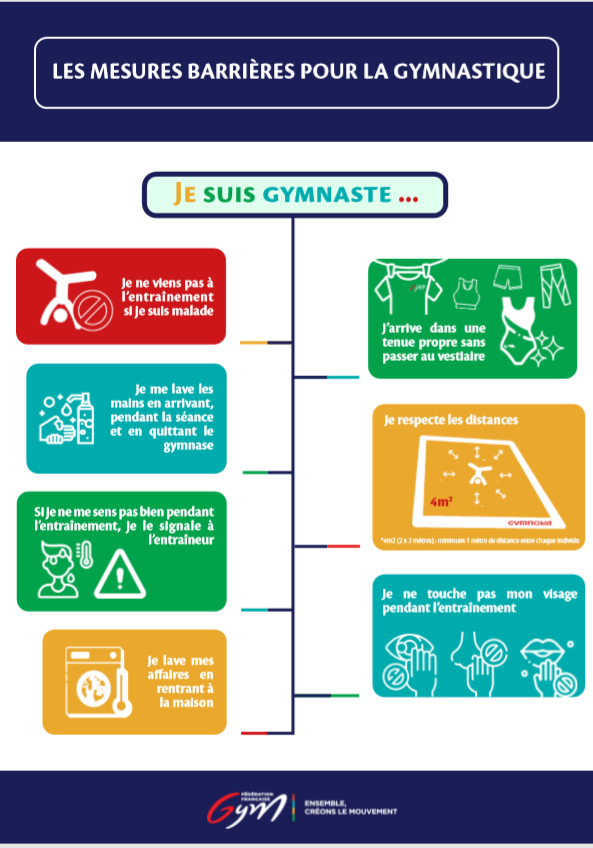 LES MESURES BARRIÈRES POUR LA GYMNASTIQUE
JE SUIS GYMNASTE ...
Je ne viens pas à
l'entraînement
si je suis malade
Gym
J'arrive dans une
tenue propre sans
passer au vestiaire
Je me lave les
mains en arrivant,
pendant la séance
et en quittant le
gymnase
Je respecte les distances
4m²
GYMNOVA
*4m2 (2 x 2 mètres) : minimum 1 mètre de distance entre chaque individu
Si je ne me sens pas bien pendant
l'entraînement, je le signale à
l'entraîneur
Je ne touche pas mon visage
pendant l'entraînement
Je lave mes
affaires en
rentrant à
la maison
FÉDÉRATION
FRANÇAISE
Gym
ENSEMBLE,
CRÉONS LE MOUVEMENT